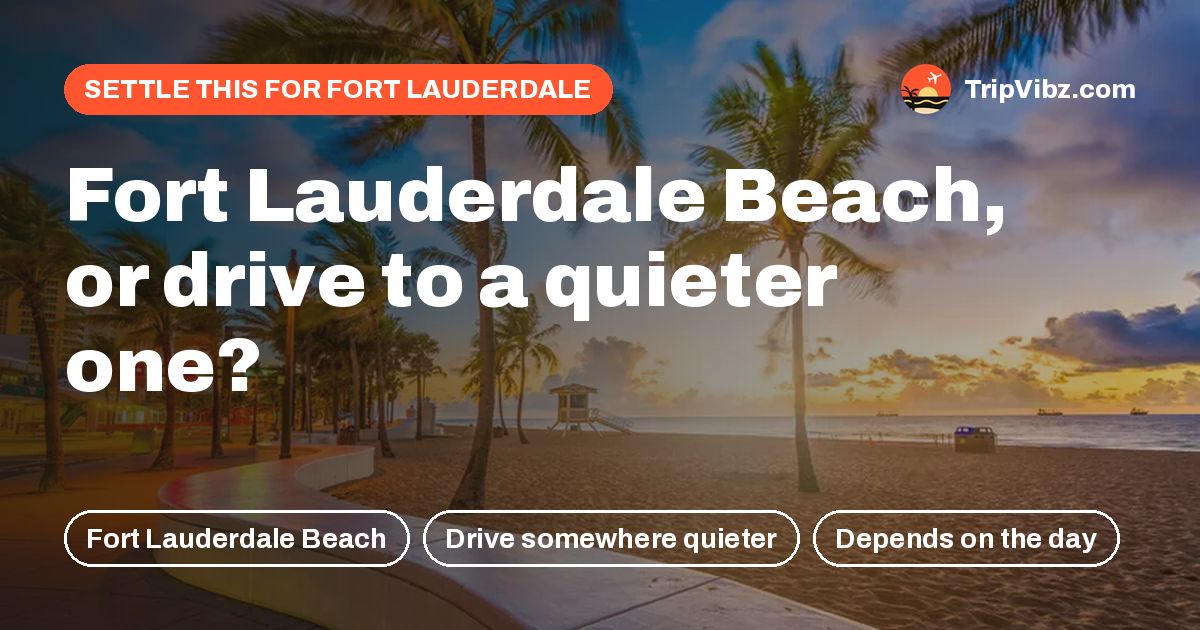 SETTLE THIS FOR FORT LAUDERDALE
TripVibz.com
Fort Lauderdale Beach,
or drive to a quieter
one?
Fort Lauderdale Beach
Drive somewhere quieter
Depends on the day